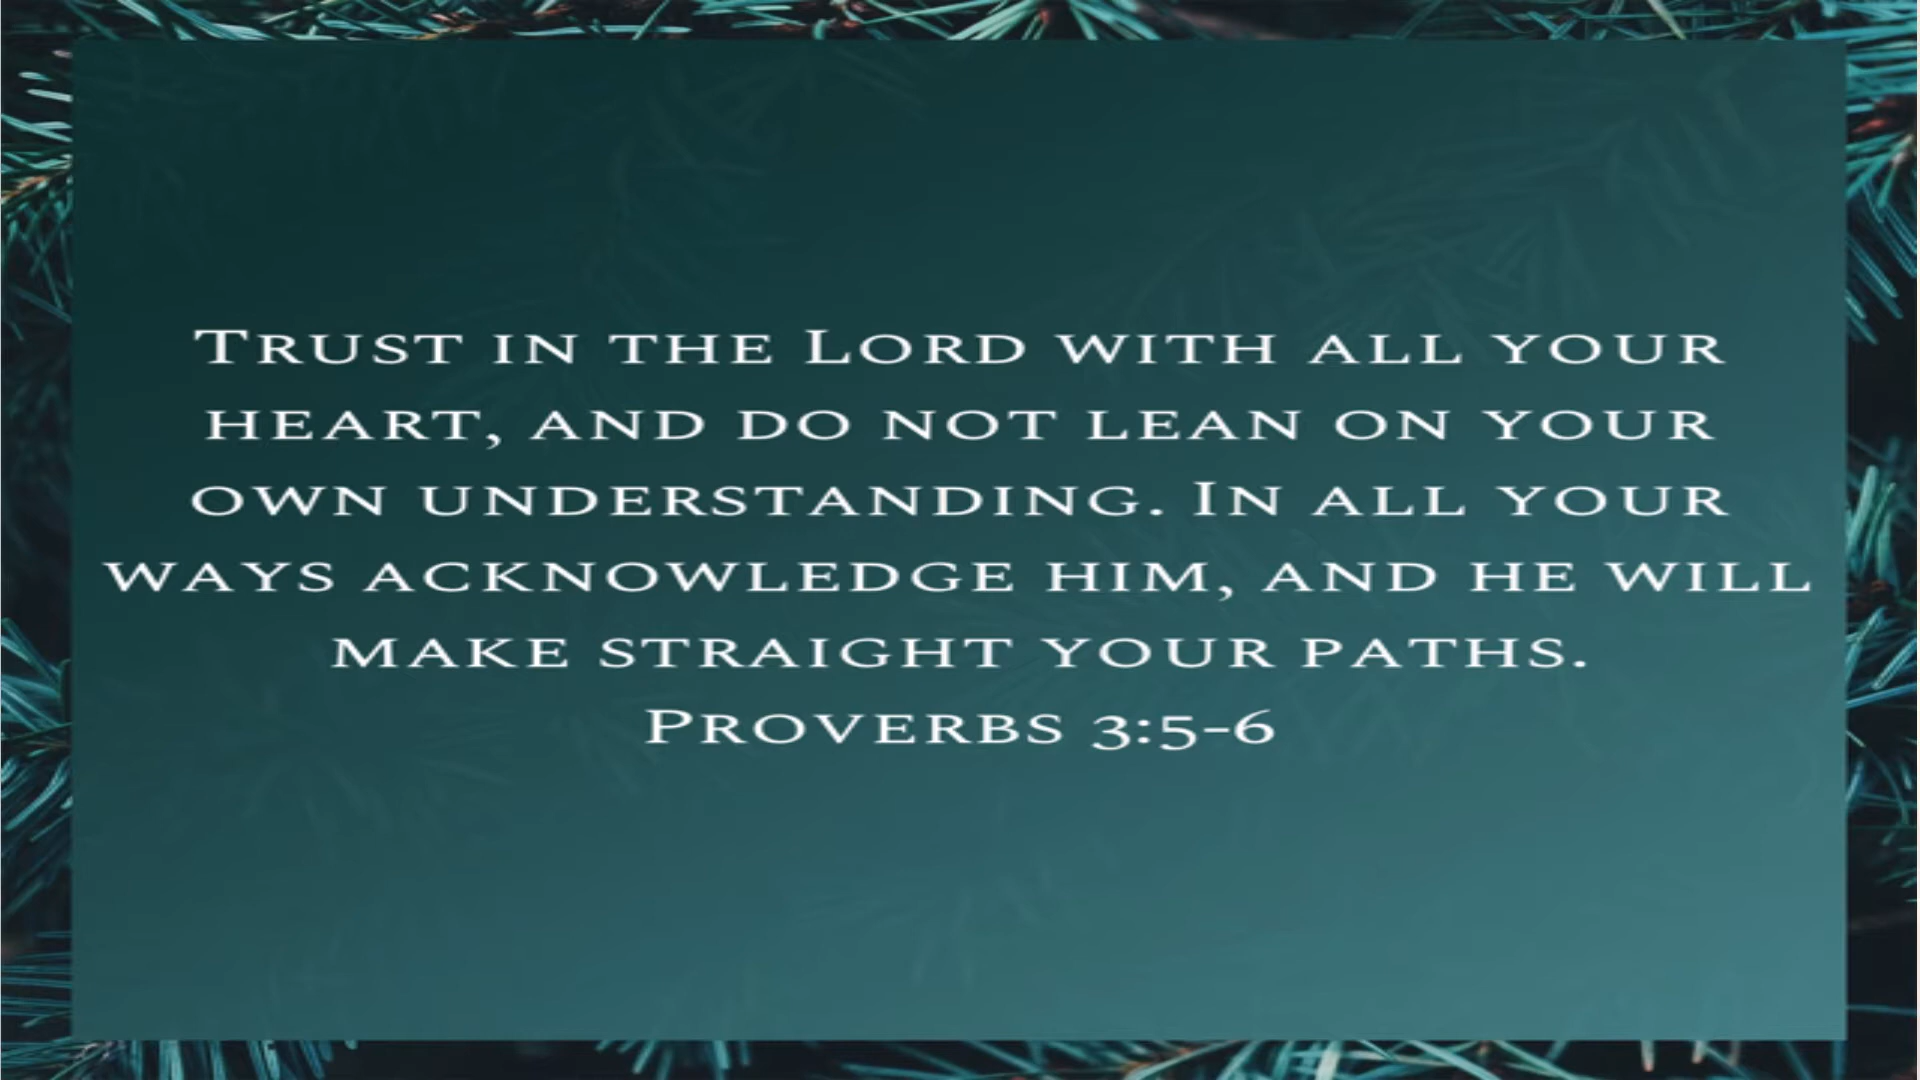 Trust in the Lord with all your
heart, and do not lean on your
own understanding. In all your
ways acknowledge him, and he will
make straight your paths.
Proverbs 3:5-6